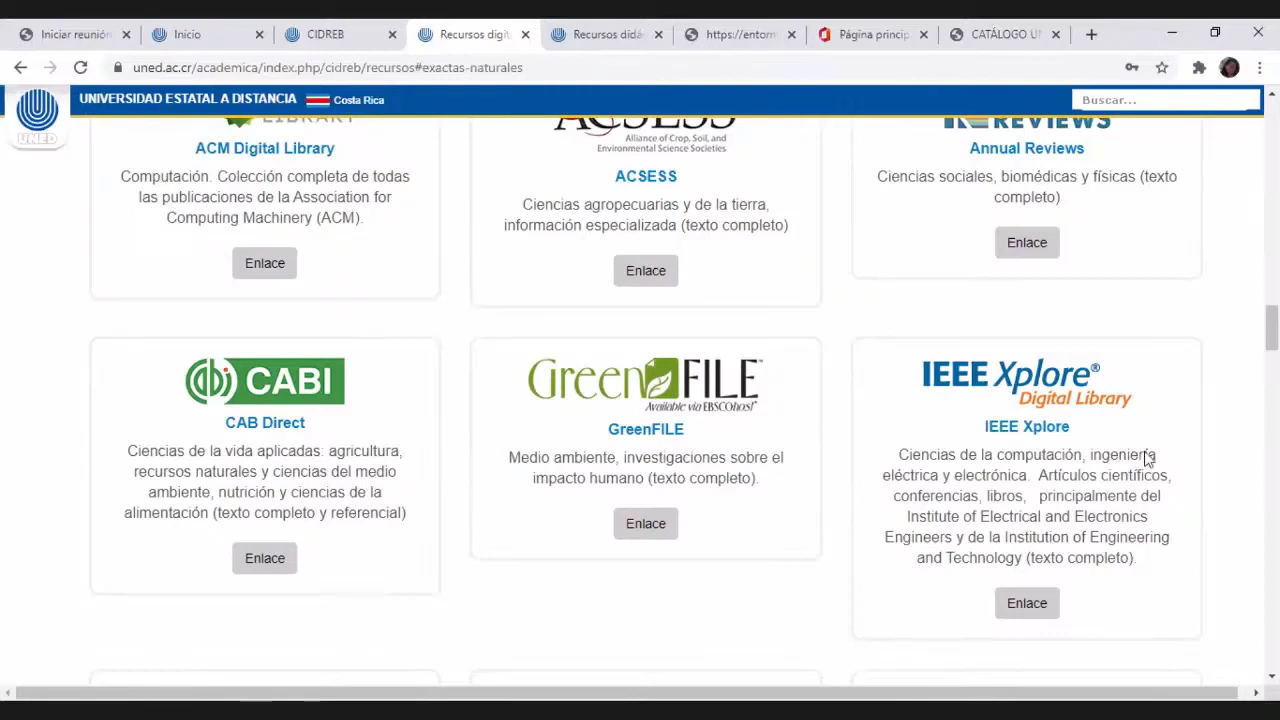 Iniciar reunión
Inicio
CIDREB
Recursos digit
Recursos didá
https://entorn
Página princip
CATÁLOGO UN
uned.ac.cr/academica/index.php/cidreb/recursos#exactas-naturales
UNED
UNIVERSIDAD ESTATAL A DISTANCIA
Costa Rica
Buscar...
LIBRARY
ACM Digital Library
Computación. Colección completa de todas
las publicaciones de la Association for
Computing Machinery (ACM).
Enlace
ACSESS
Alliance of Crop, Soil, and
Environmental Science Societies
ACSESS
Ciencias agropecuarias y de la tierra,
información especializada (texto completo)
Enlace
REVIEWS
Annual Reviews
Ciencias sociales, biomédicas y físicas (texto
completo)
Enlace
CABI
CAB Direct
Ciencias de la vida aplicadas: agricultura,
recursos naturales y ciencias del medio
ambiente, nutrición y ciencias de la
alimentación (texto completo y referencial)
Enlace
GreenFILE
Available via EBSCOhost™
GreenFILE
Medio ambiente, investigaciones sobre el
impacto humano (texto completo).
Enlace
IEEE Xplore®
Digital Library
IEEE Xplore
Ciencias de la computación, ingeniería
eléctrica y electrónica. Artículos científicos,
conferencias, libros, principalmente del
Institute of Electrical and Electronics
Engineers y de la Institution of Engineering
and Technology (texto completo).
Enlace